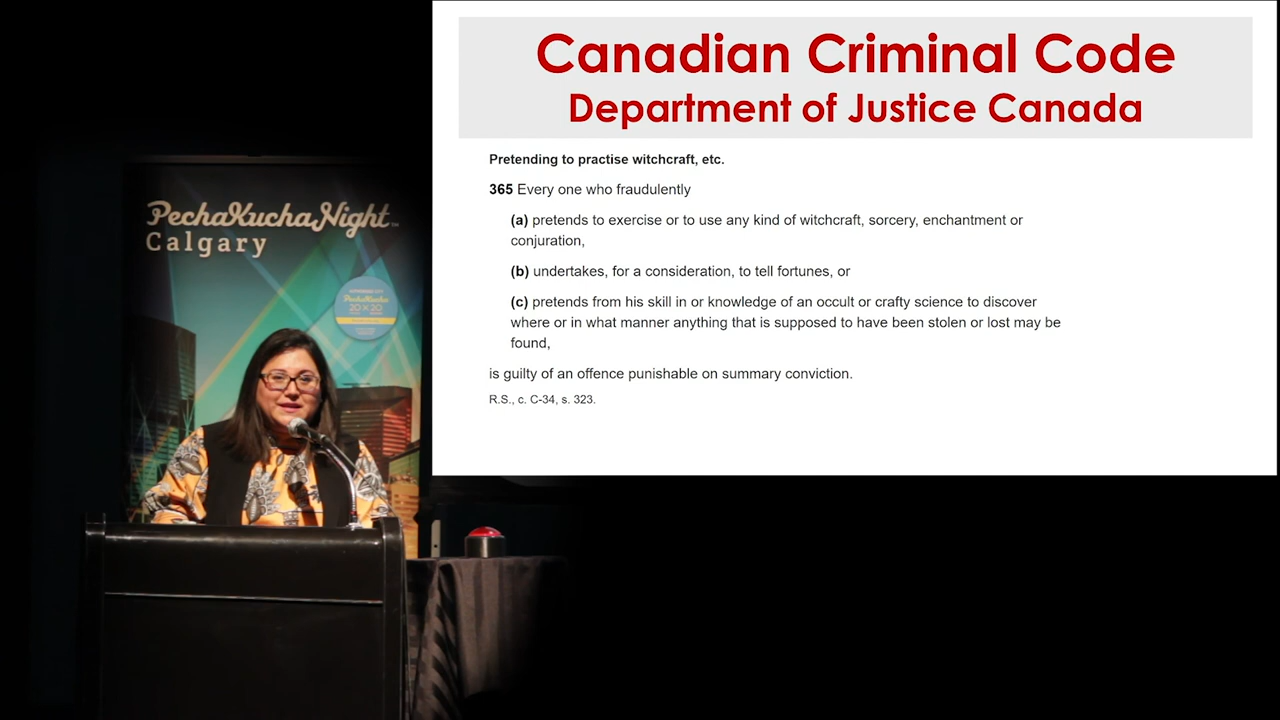 Canadian Criminal Code
Department of Justice Canada
Pretending to practise witchcraft, etc.
365 Every one who fraudulently
(a) pretends to exercise or to use any kind of witchcraft, sorcery, enchantment or
conjuration,
(b) undertakes, for a consideration, to tell fortunes, or
(c) pretends from his skill in or knowledge of an occult or crafty science to discover
where or in what manner anything that is supposed to have been stolen or lost may be
found,
is guilty of an offence punishable on summary conviction.
R.S., c. C-34, s. 323.
PechaKucha Night™
Calgary
PechaKucha
20X20